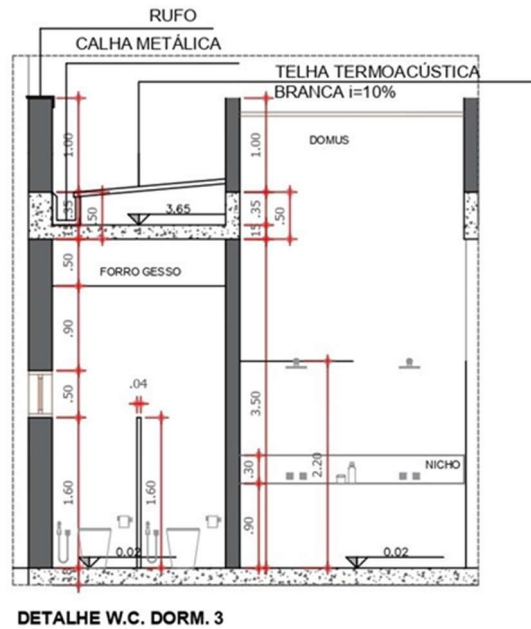 RUFO
CALHA METÁLICA
TELHA TERMOACÚSTICA
BRANCA i=10%
DOMUS
1.00
1.00
.35
.50
3.65
15
.35
.50
.50
FORRO GESSO
.90
.50
.04
3.50
2.20
1.60
1.60
.30
NICHO
.90
0.02
0.02
DETALHE W.C. DORM. 3